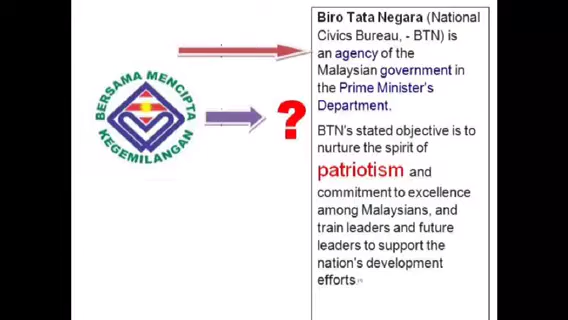 BERSAMA MENCIPTA
KEGEMILANGAN
?
Biro Tata Negara (National
Civics Bureau, - BTN) is
an agency of the
Malaysian government in
the Prime Minister's
Department.
BTN's stated objective is to
nurture the spirit of
patriotism and
commitment to excellence
among Malaysians, and
train leaders and future
leaders to support the
nation's development
efforts